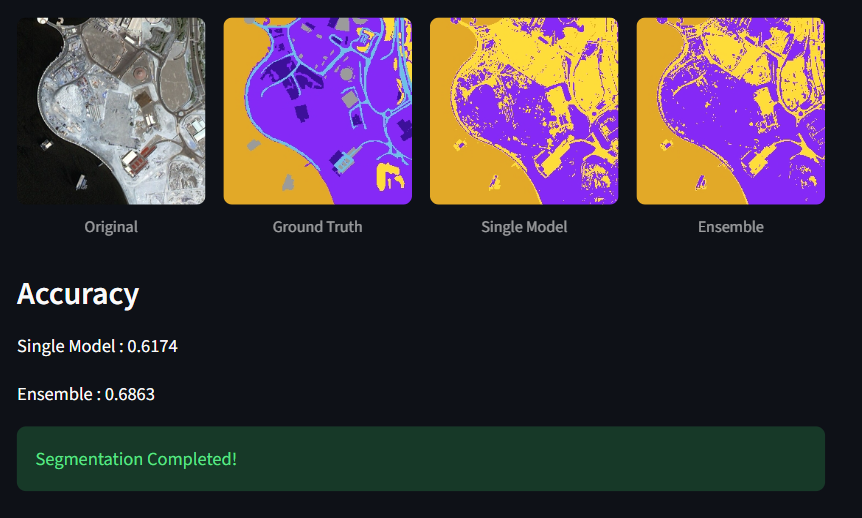 Original
Ground Truth
Single Model
Ensemble
Accuracy
Single Model : 0.6174
Ensemble : 0.6863
Segmentation Completed!